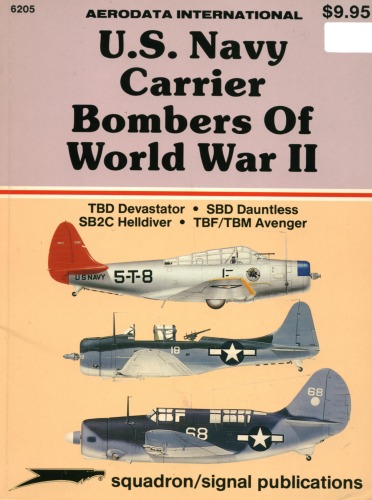 6205
AERODATA INTERNATIONAL
$9.95
U.S. Navy
Carrier
Bombers Of
World War II
TBD Devastator • SBD Dauntless
SB2C Helldiver • TBF/TBM Avenger
U S NAVY
5-T-8
18
68
68
squadron/signal publications